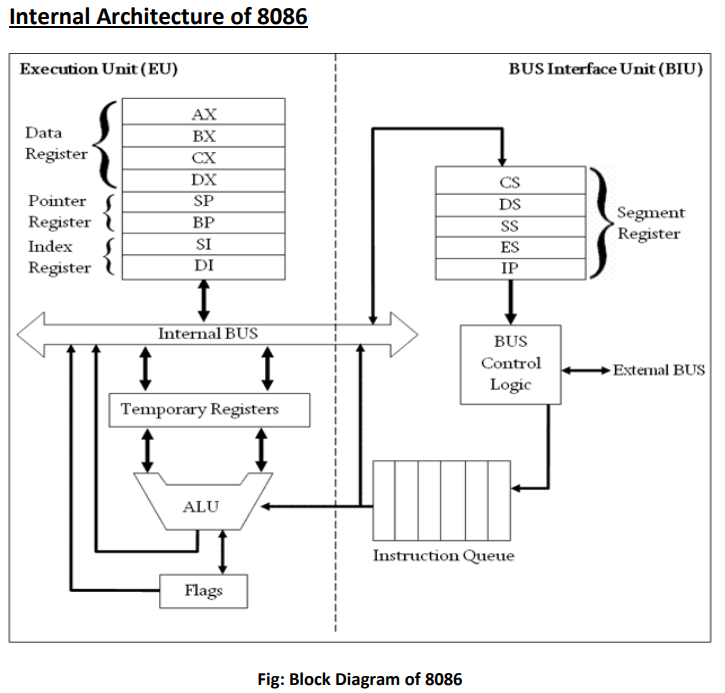 Internal Architecture of 8086
Execution Unit (EU)
BUS Interface Unit (BIU)
Data
Register
Pointer
Register
Index
Register
AX
BX
CX
DX
SP
BP
SI
DI
CS
DS
SS
ES
IP
Segment
Register
Internal BUS
BUS
Control
Logic
External BUS
Temporary Registers
ALU
Instruction Queue
Flags
Fig: Block Diagram of 8086